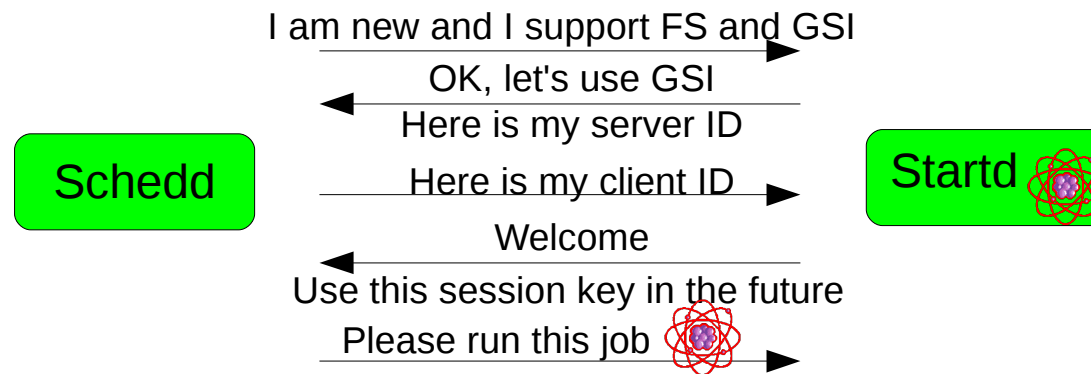 I am new and I support FS and GSI
OK, let's use GSI
Here is my server ID
Schedd
Here is my client ID
Startd
Welcome
Use this session key in the future
Please run this job